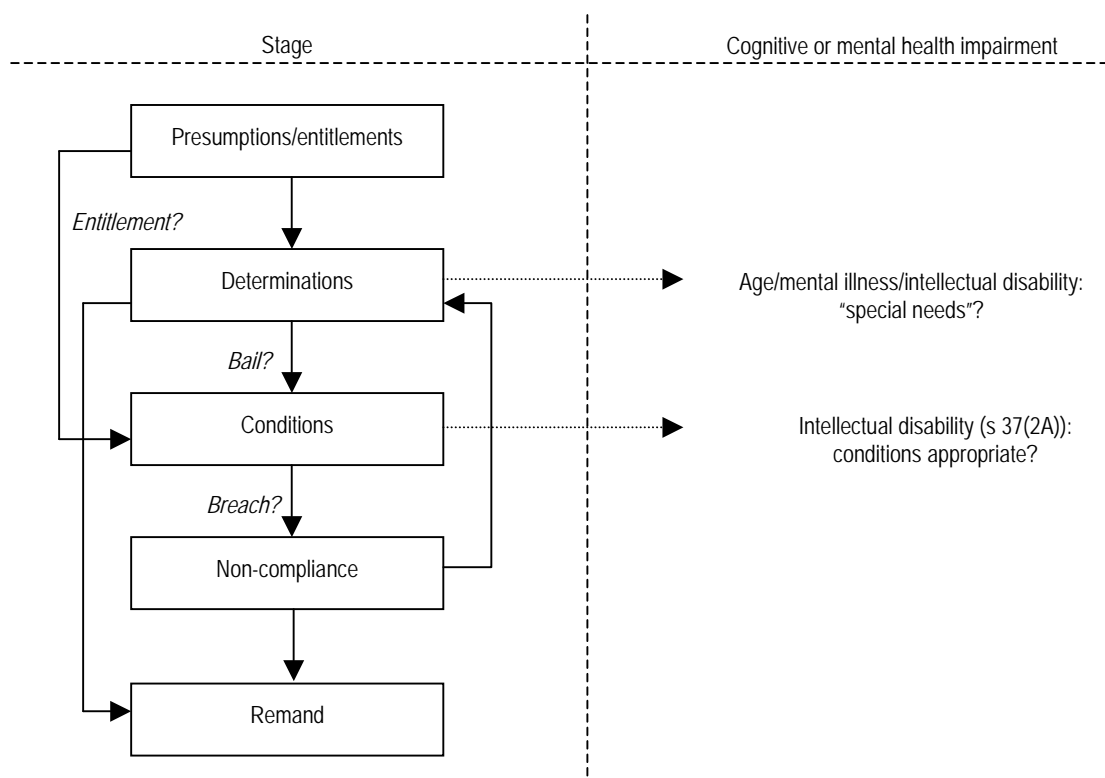 Stage
Cognitive or mental health impairment
Presumptions/entitlements
Entitlement?
Determinations
Age/mental illness/intellectual disability:
“special needs”?
Bail?
Conditions
Intellectual disability (s 37(2A)):
conditions appropriate?
Breach?
Non-compliance
Remand